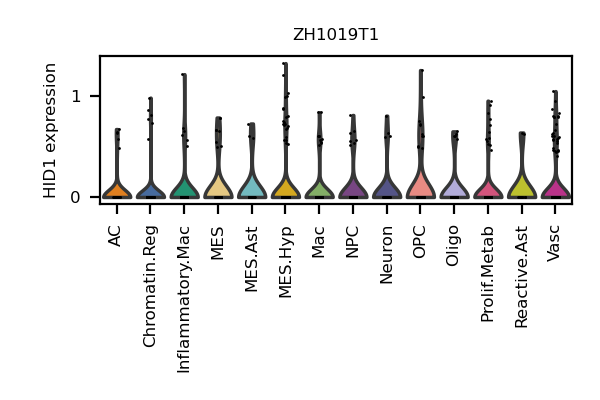 ZH1019T1
HID1 expression
1
0
AC
Chromatin.Reg
Inflammatory.Mac
MES
MES.Ast
MES.Hyp
Mac
NPC
Neuron
OPC
Oligo
Prolif.Metab
Reactive.Ast
Vasc